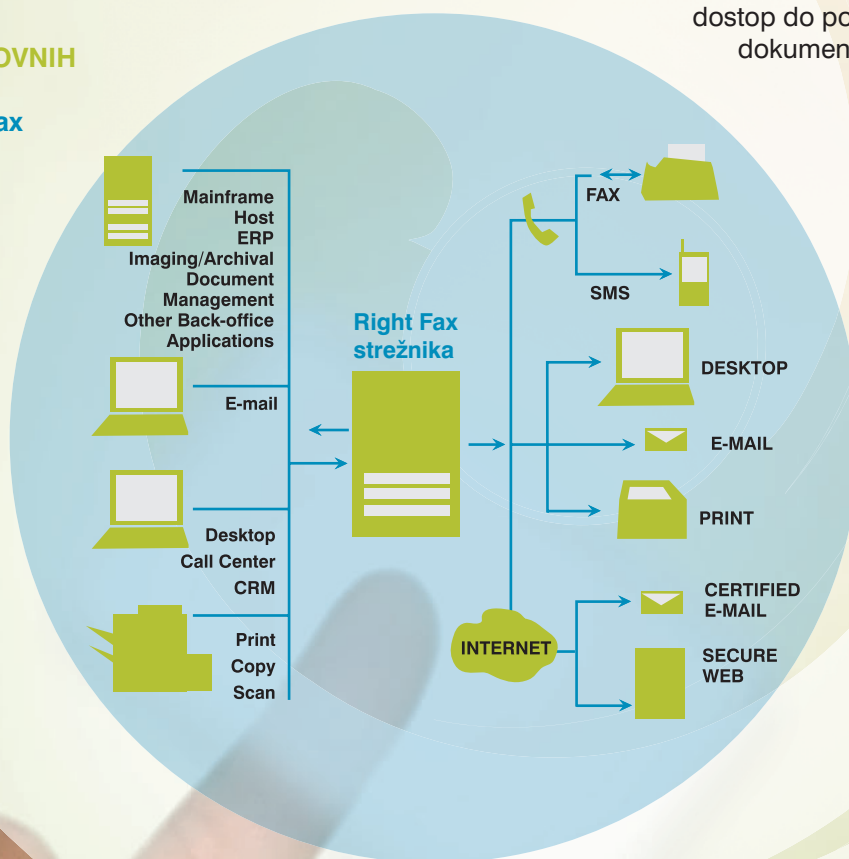 OVNIH
ax
dostop do po
dokumen
Mainframe
Host
ERP
Imaging/Archival
Document
Management
Other Back-office
Applications
E-mail
Desktop
Call Center
CRM
Print
Copy
Scan
Right Fax
strežnika
FAX
SMS
DESKTOP
E-MAIL
PRINT
INTERNET
CERTIFIED
E-MAIL
SECURE
WEB